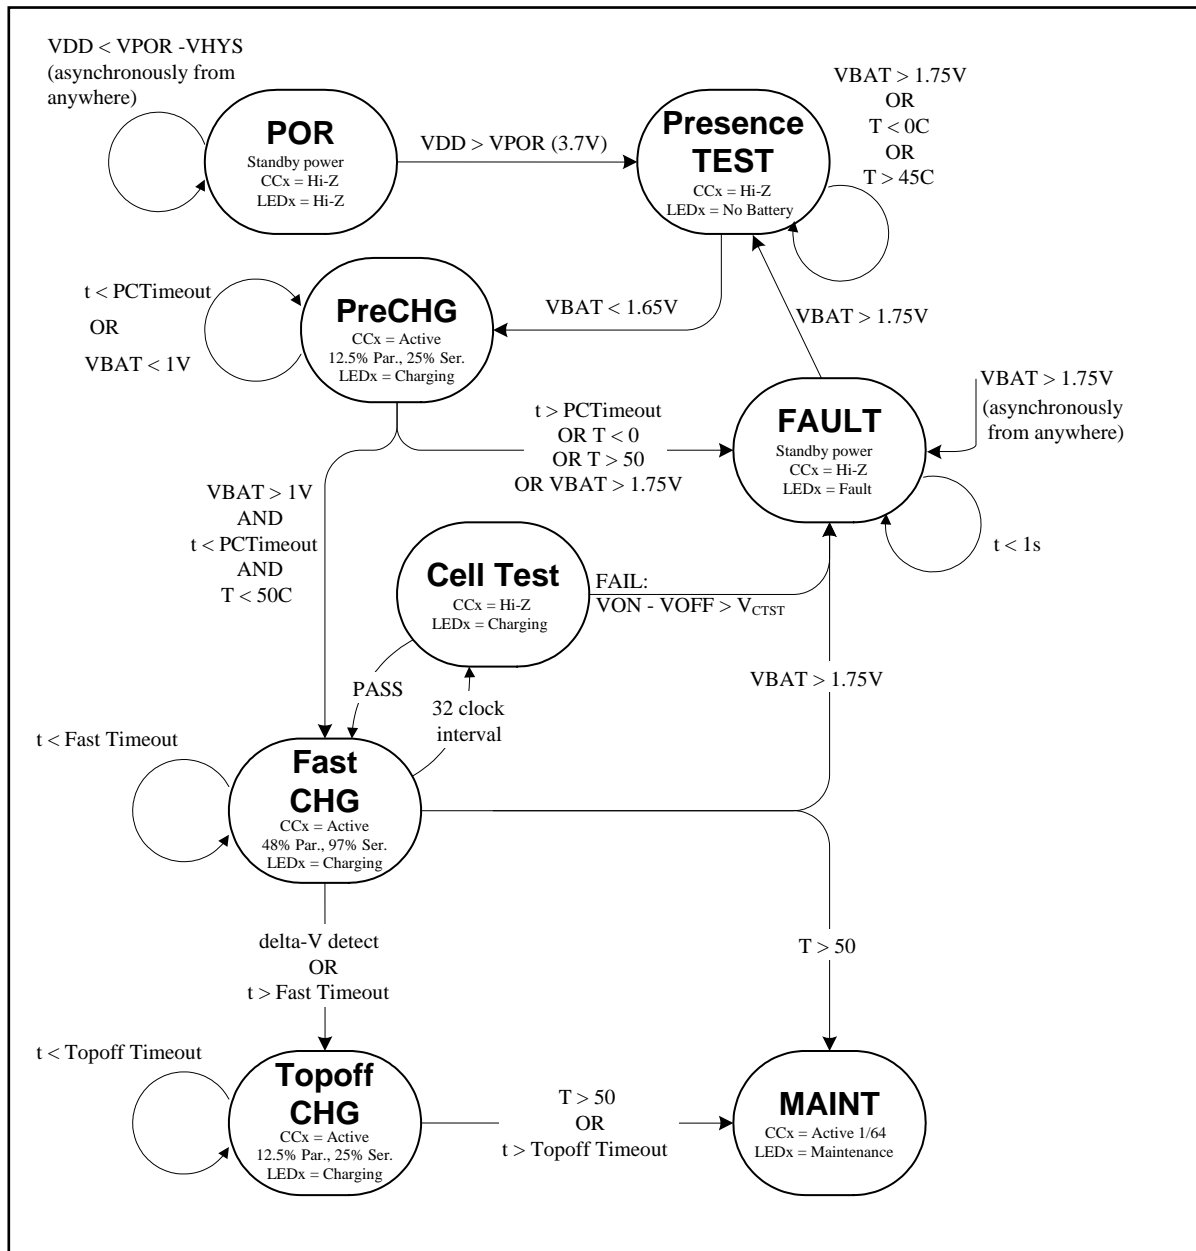 VDD < VPOR -VHYS
(asynchronously from
anywhere)
POR
Standby power
CCx = Hi-Z
LEDx = Hi-Z
VDD > VPOR (3.7V)
Presence
TEST
CCx = Hi-Z
LEDx = No Battery
VBAT > 1.75V
OR
T < 0C
OR
T > 45C
t < PCTimeout
OR
VBAT < 1V
PreCHG
CCx = Active
12.5% Par., 25% Ser.
LEDx = Charging
VBAT < 1.65V
VBAT > 1.75V
VBAT > 1.75V
(asynchronously
from anywhere)
t > PCTimeout
OR T < 0
OR T > 50
OR VBAT > 1.75V
FAULT
Standby power
CCx = Hi-Z
LEDx = Fault
t < 1s
VBAT > 1V
AND
t < PCTimeout
AND
T < 50C
Cell Test
CCx = Hi-Z
LEDx = Charging
FAIL:
VON - VOFF > VCTST
PASS
32 clock
interval
VBAT > 1.75V
t < Fast Timeout
Fast
CHG
CCx = Active
48% Par., 97% Ser.
LEDx = Charging
delta-V detect
OR
t > Fast Timeout
T > 50
t < Topoff Timeout
Topoff
CHG
CCx = Active
12.5% Par., 25% Ser.
LEDx = Charging
T > 50
OR
t > Topoff Timeout
MAINT
CCx = Active 1/64
LEDx = Maintenance